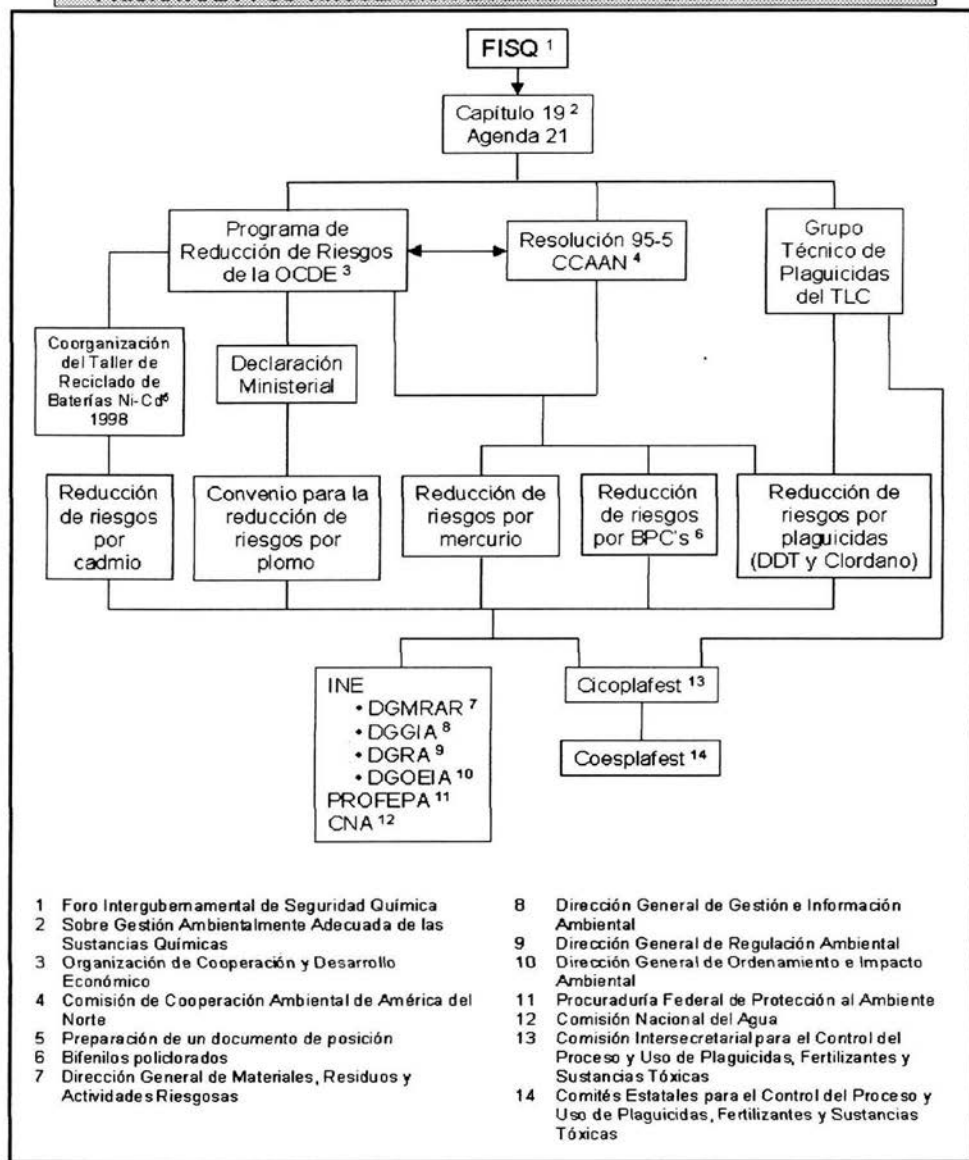 FISQ 1
Capítulo 19 2
Agenda 21
Programa de
Reducción de Riesgos
de la OCDE 3
Resolución 95-5
CCAAN 4
Grupo
Técnico de
Plaguicidas
del TLC
Coorganización
del Taller de
Reciclado de
Baterías Ni-Cd5
1998
Declaración
Ministerial
Reducción
de riesgos
por
cadmio
Convenio para la
reducción de
riesgos por
plomo
Reducción de
riesgos por
mercurio
Reducción
de riesgos
por BPC's 6
Reducción de
riesgos por
plaguicidas
(DDT y Clordano)
INE
• DGMRAR 7
• DGGIA 8
• DGRA 9
• DGOEIA 10
PROFEPA 11
CNA 12
Cicoplafest 13
Coesplafest 14
1 Foro Intergubernamental de Seguridad Química
2 Sobre Gestión Ambientalmente Adecuada de las
Sustancias Químicas
3 Organización de Cooperación y Desarrollo
Económico
4 Comisión de Cooperación Ambiental de América del
Norte
5 Preparación de un documento de posición
6 Bifenilos policlorados
7 Dirección General de Materiales, Residuos y
Actividades Riesgosas
8 Dirección General de Gestión e Información
Ambiental
9 Dirección General de Regulación Ambiental
10 Dirección General de Ordenamiento e Impacto
Ambiental
11 Procuraduría Federal de Protección al Ambiente
12 Comisión Nacional del Agua
13 Comisión Intersecretarial para el Control del
Proceso y Uso de Plaguicidas, Fertilizantes y
Sustancias Tóxicas
14 Comités Estatales para el Control del Proceso y
Uso de Plaguicidas, Fertilizantes y Sustancias
Tóxicas